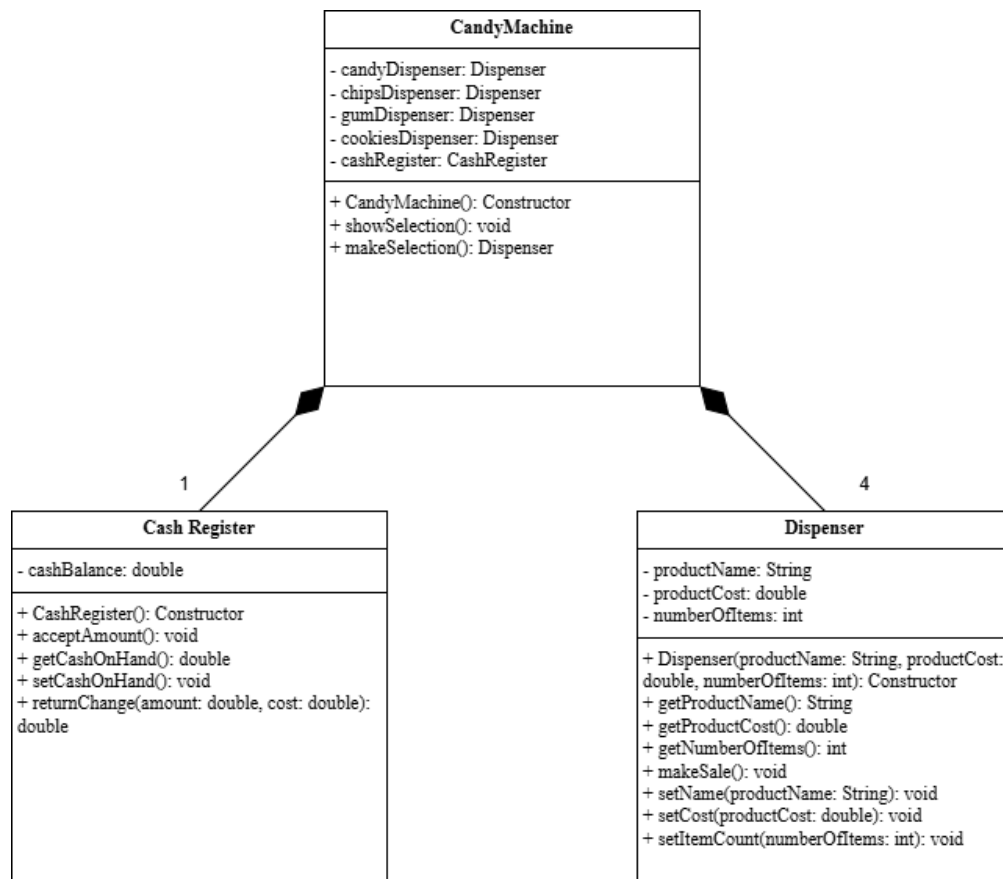 CandyMachine
- candyDispenser: Dispenser
- chipsDispenser: Dispenser
- gumDispenser: Dispenser
- cookiesDispenser: Dispenser
- cashRegister: CashRegister
+ CandyMachine(): Constructor
+ showSelection(): void
+ makeSelection(): Dispenser
1
4
Cash Register
- cashBalance: double
+ CashRegister(): Constructor
+ acceptAmount(): void
+ getCashOnHand(): double
+ setCashOnHand(): void
+ returnChange(amount: double, cost: double):
double
Dispenser
- productName: String
- productCost: double
- numberOfItems: int
+ Dispenser(productName: String, productCost:
double, numberOfItems: int): Constructor
+ getProductName(): String
+ getProductCost(): double
+ getNumberOfItems(): int
+ makeSale(): void
+ setName(productName: String): void
+ setCost(productCost: double): void
+ setItemCount(numberOfItems: int): void